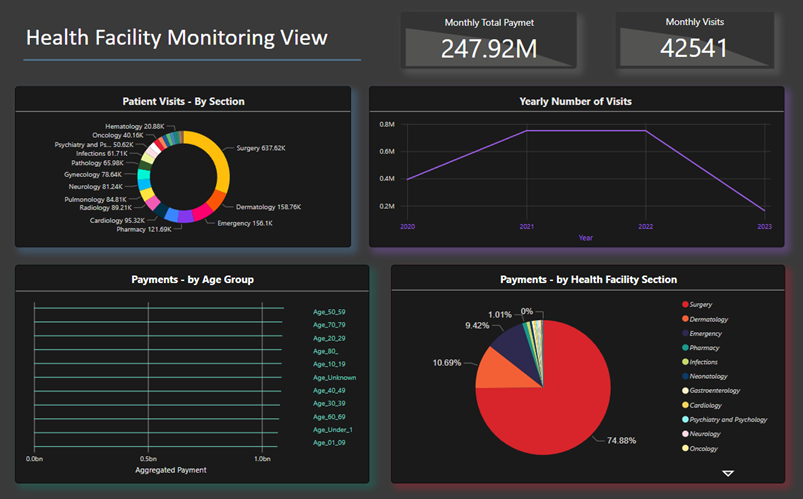 Health Facility Monitoring View
Monthly Total Paymet
247.92M
Monthly Visits
42541
Patient Visits - By Section
Hematology 20.88K
Oncology 40.16K
Psychiatry and Ps... 50.62K
Infections 61.71K
Pathology 65.98K
Gynecology 78.64K
Neurology 81.24K
Pulmonology 84.81K
Radiology 89.21K
Cardiology 95.32K
Pharmacy 121.69K
Surgery 637.62K
Dermatology 158.76K
Emergency 156.1K
Yearly Number of Visits
0.8M
0.6M
0.4M
0.2M
2020 2021 2022 2023
Year
Payments - by Age Group
Age_50_59
Age_70_79
Age_20_29
Age_80_
Age_10_19
Age_Unknown
Age_40_49
Age_30_39
Age_60_69
Age_Under_1
Age_01_09
0.0bn 0.5bn 1.0bn
Aggregated Payment
Payments - by Health Facility Section
1.01% 0%
9.42%
10.69%
74.88%
Surgery
Dermatology
Emergency
Pharmacy
Infections
Neonatology
Gastroenterology
Cardiology
Psychiatry and Psychology
Neurology
Oncology